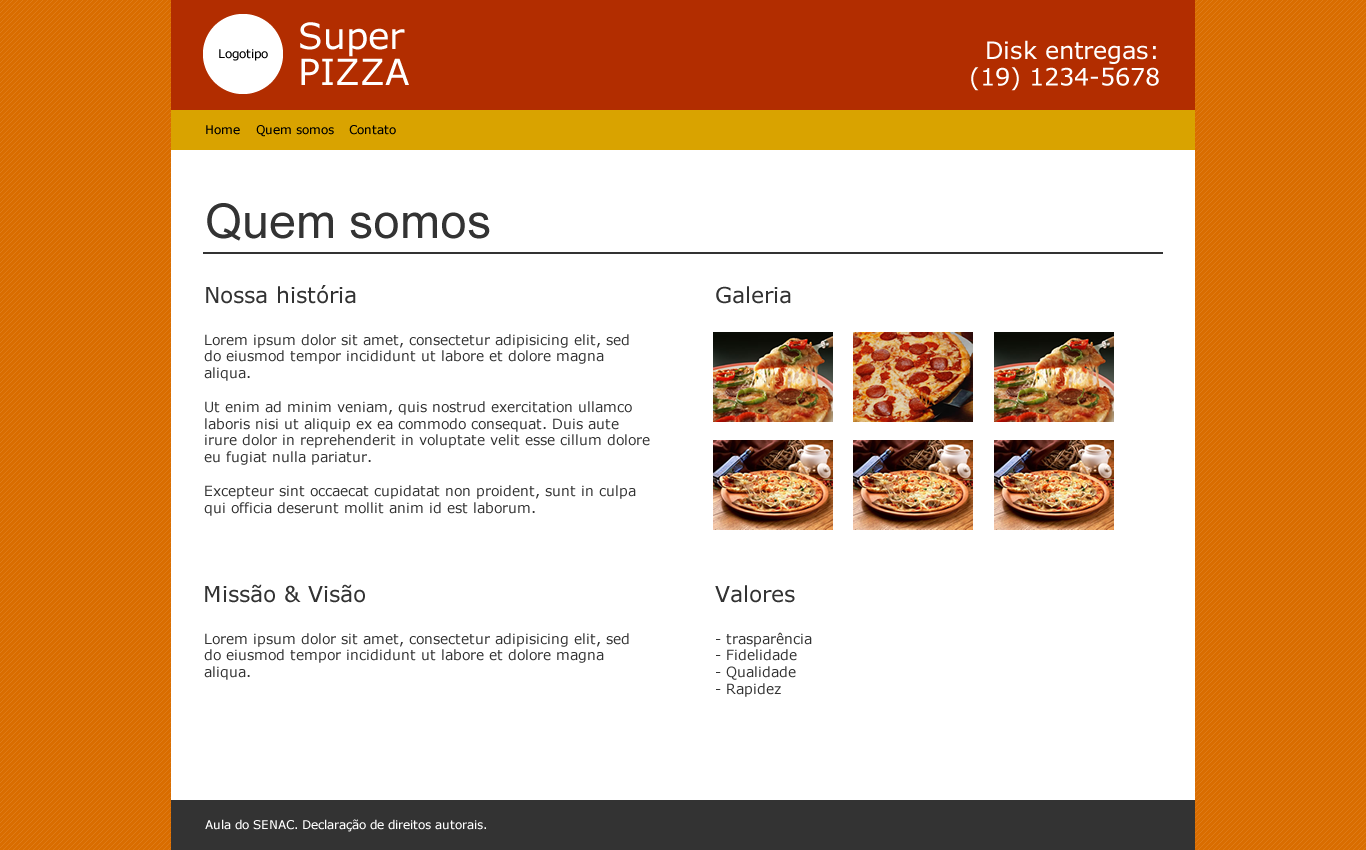 Logotipo
Super
PIZZA
Disk entregas:
(19) 1234-5678
Home Quem somos Contato
Quem somos
Nossa história
Lorem ipsum dolor sit amet, consectetur adipisicing elit, sed
do eiusmod tempor incididunt ut labore et dolore magna
aliqua.
Ut enim ad minim veniam, quis nostrud exercitation ullamco
laboris nisi ut aliquip ex ea commodo consequat. Duis aute
irure dolor in reprehenderit in voluptate velit esse cillum dolore
eu fugiat nulla pariatur.
Excepteur sint occaecat cupidatat non proident, sunt in culpa
qui officia deserunt mollit anim id est laborum.
Galeria
Missão & Visão
Lorem ipsum dolor sit amet, consectetur adipisicing elit, sed
do eiusmod tempor incididunt ut labore et dolore magna
aliqua.
Valores
- trasparência
- Fidelidade
- Qualidade
- Rapidez
Aula do SENAC. Declaração de direitos autorais.